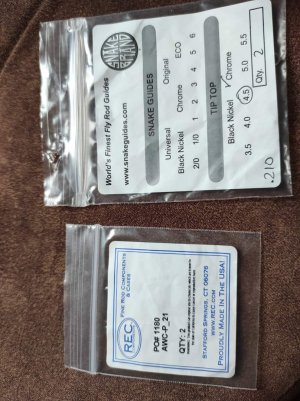 SNAKE
BRAND
World's Finest Fly Rod Guides
www.snakeguides.com
SNAKE GUIDES
Universal Original
Black Nickel Chrome ECO
2/0 1/0 1 2 3 4 5 6
TIP TOP
Black Nickel ✓ Chrome
3.5 4.0 4.5 5.0 5.5
Qty. 2
.210
REC
FINE ROD COMPONENTS
& CASES
PO# 1180
AWC-P_21
QTY: 2
STAFFORD SPRINGS, CT 06076
WWW.REC.COM
PROUDLY MADE IN THE USA!